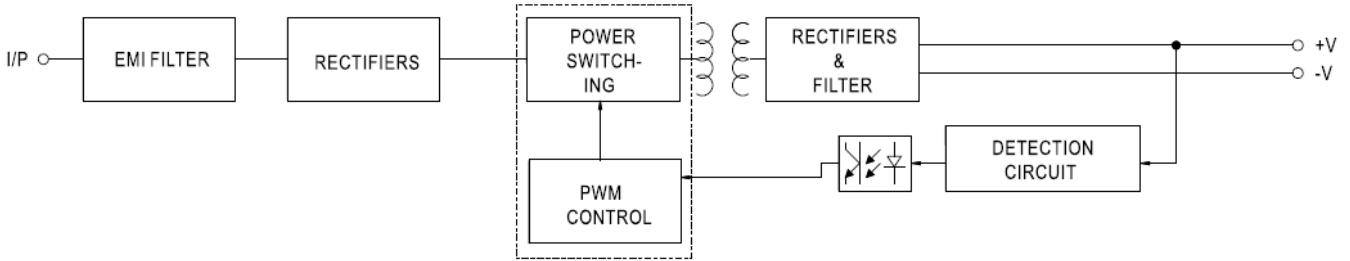 I/P
EMI FILTER
RECTIFIERS
POWER
SWITCH-
ING
RECTIFIERS
&
FILTER
+V
-V
DETECTION
CIRCUIT
PWM
CONTROL